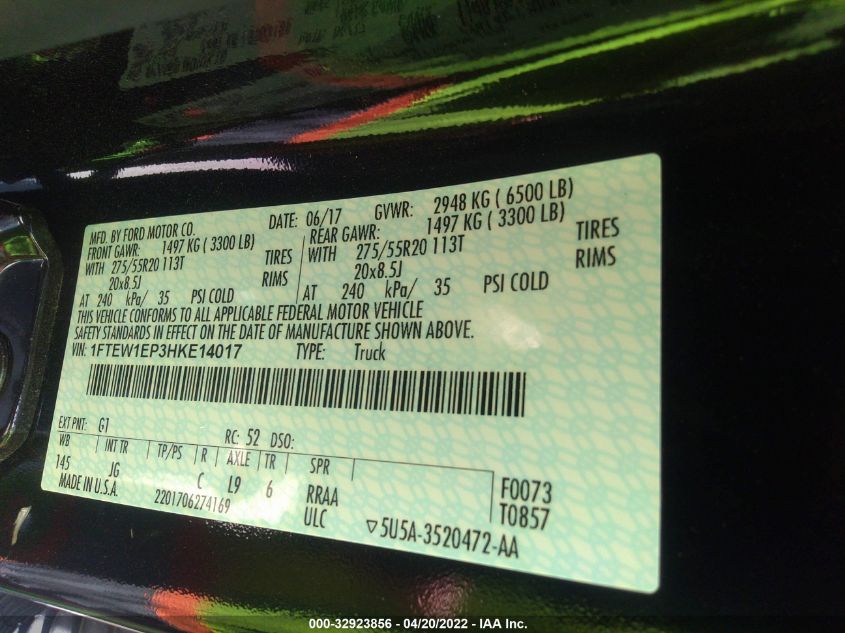 MFD. BY FORD MOTOR CO. DATE: 06/17 GVWR: 2948 KG ( 6500 LB)
FRONT GAWR: 1497 KG ( 3300 LB) REAR GAWR: 1497 KG ( 3300 LB)
WITH 275/55R20 113T TIRES WITH 275/55R20 113T TIRES
20x8.5J RIMS 20x8.5J RIMS
AT 240 kPa/ 35 PSI COLD AT 240 kPa/ 35 PSI COLD
THIS VEHICLE CONFORMS TO ALL APPLICABLE FEDERAL MOTOR VEHICLE
SAFETY STANDARDS IN EFFECT ON THE DATE OF MANUFACTURE SHOWN ABOVE.
VIN: 1FTEW1EP3HKE14017 TYPE: Truck
EXT PNT: G1 RC: 52 DSO:
WB INT TR TP/PS R AXLE TR SPR
145 JG C L9 6 RRAA F0073
MADE IN U.S.A. 2201706274169 ULC T0857
▽5U5A-3520472-AA
000-32923856 - 04/20/2022 - IAA Inc.